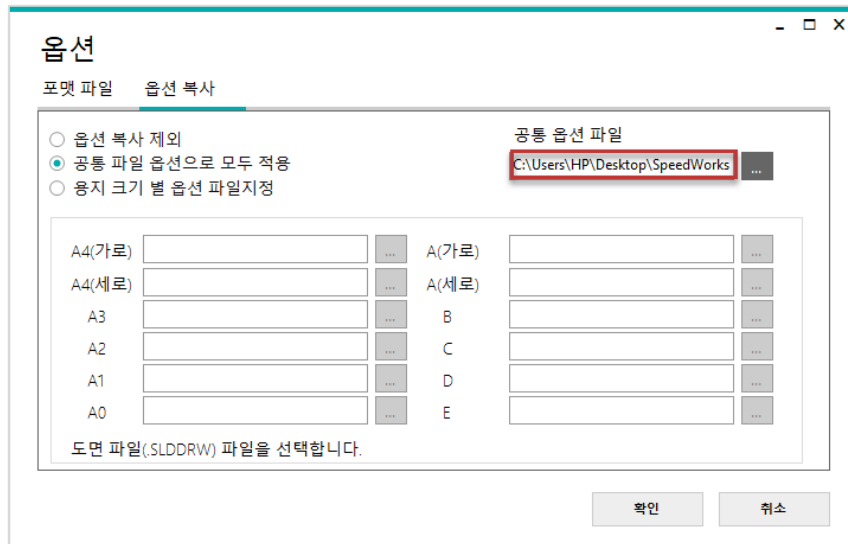 옵션
포맷 파일 옵션 복사
옵션 복사 제외
공통 파일 옵션으로 모두 적용
용지 크기 별 옵션 파일지정
공통 옵션 파일
C:\Users\HP\Desktop\SpeedWorks ...
A4(가로) ... A(가로) ...
A4(세로) ... A(세로) ...
A3 ... B ...
A2 ... C ...
A1 ... D ...
A0 ... E ...
도면 파일(.SLDDRW) 파일을 선택합니다.
확인 취소